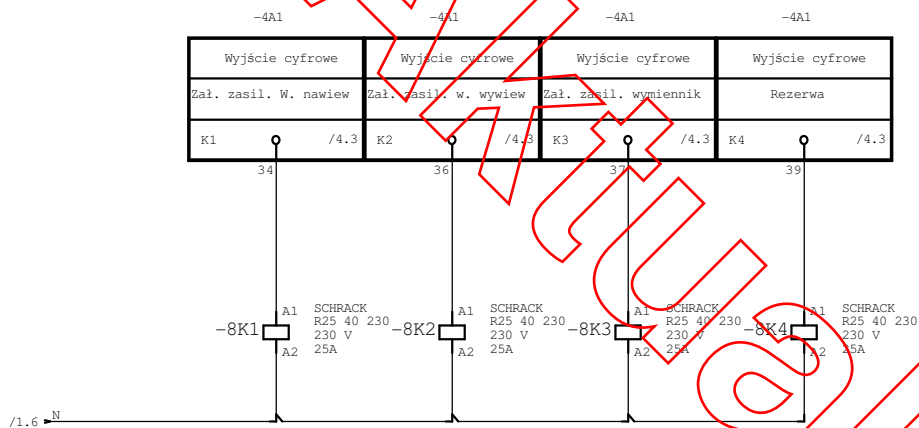 -4A1 -4A1 -4A1 -4A1
Wyjście cyfrowe Wyjście cyfrowe Wyjście cyfrowe Wyjście cyfrowe
Zał. zasil. W. nawiew Zał. zasil. w. wywiew Zał. zasil. wymiennik Rezerwa
K1 /4.3 K2 /4.3 K3 /4.3 K4 /4.3
34 36 37 39
A1 SCHRACK A1 SCHRACK A1 SCHRACK A1 SCHRACK
R25 40 230 R25 40 230 R25 40 230 R25 40 230
-8K1 -8K2 -8K3 -8K4
230 V 230 V 230 V 230 V
A2 25A A2 25A A2 25A A2 25A
/1.6 N